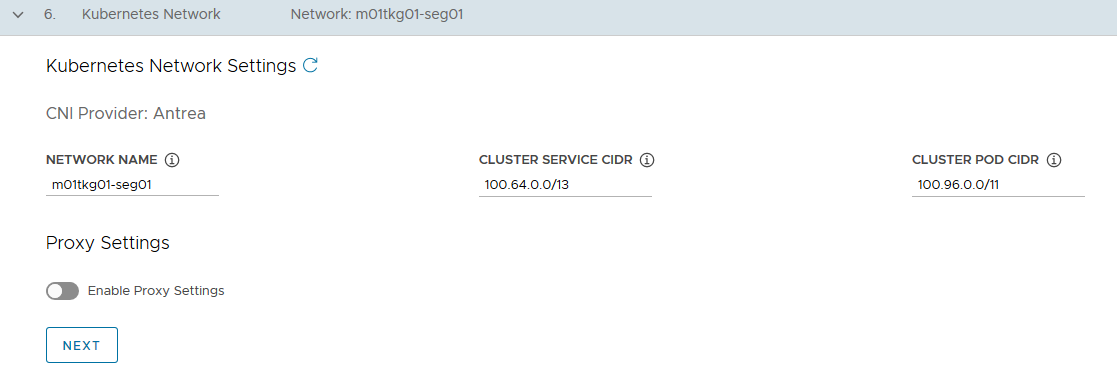 6. Kubernetes Network Network: m01tkg01-seg01
Kubernetes Network Settings
CNI Provider: Antrea
NETWORK NAME CLUSTER SERVICE CIDR CLUSTER POD CIDR
m01tkg01-seg01 100.64.0.0/13 100.96.0.0/11
Proxy Settings
Enable Proxy Settings
NEXT